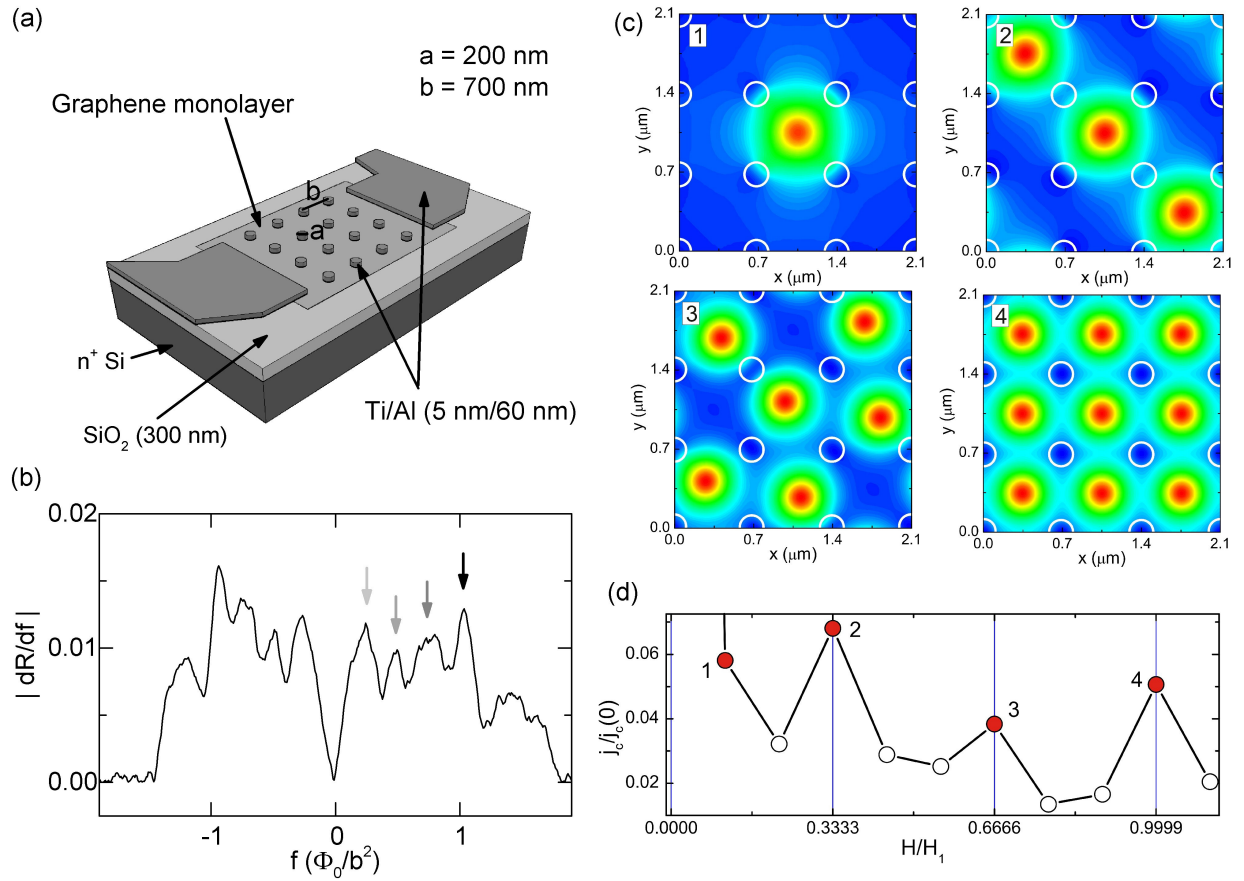 (a)
a = 200 nm
b = 700 nm
Graphene monolayer
b
a
n⁺ Si
SiO₂ (300 nm)
Ti/Al (5 nm/60 nm)
(b)
| dR/df |
0.02
0.01
0.00
-1
0
1
f (Φ₀/b²)
(c)
1
2.1
1.4
0.7
0.0
y (μm)
0.0
0.7
1.4
2.1
x (μm)
2
2.1
1.4
0.7
0.0
y (μm)
0.0
0.7
1.4
2.1
x (μm)
3
2.1
1.4
0.7
0.0
y (μm)
0.0
0.7
1.4
2.1
x (μm)
4
2.1
1.4
0.7
0.0
y (μm)
0.0
0.7
1.4
2.1
x (μm)
(d)
j_c/j_c(0)
0.06
0.04
0.02
1
2
3
4
0.0000
0.3333
0.6666
0.9999
H/H₁